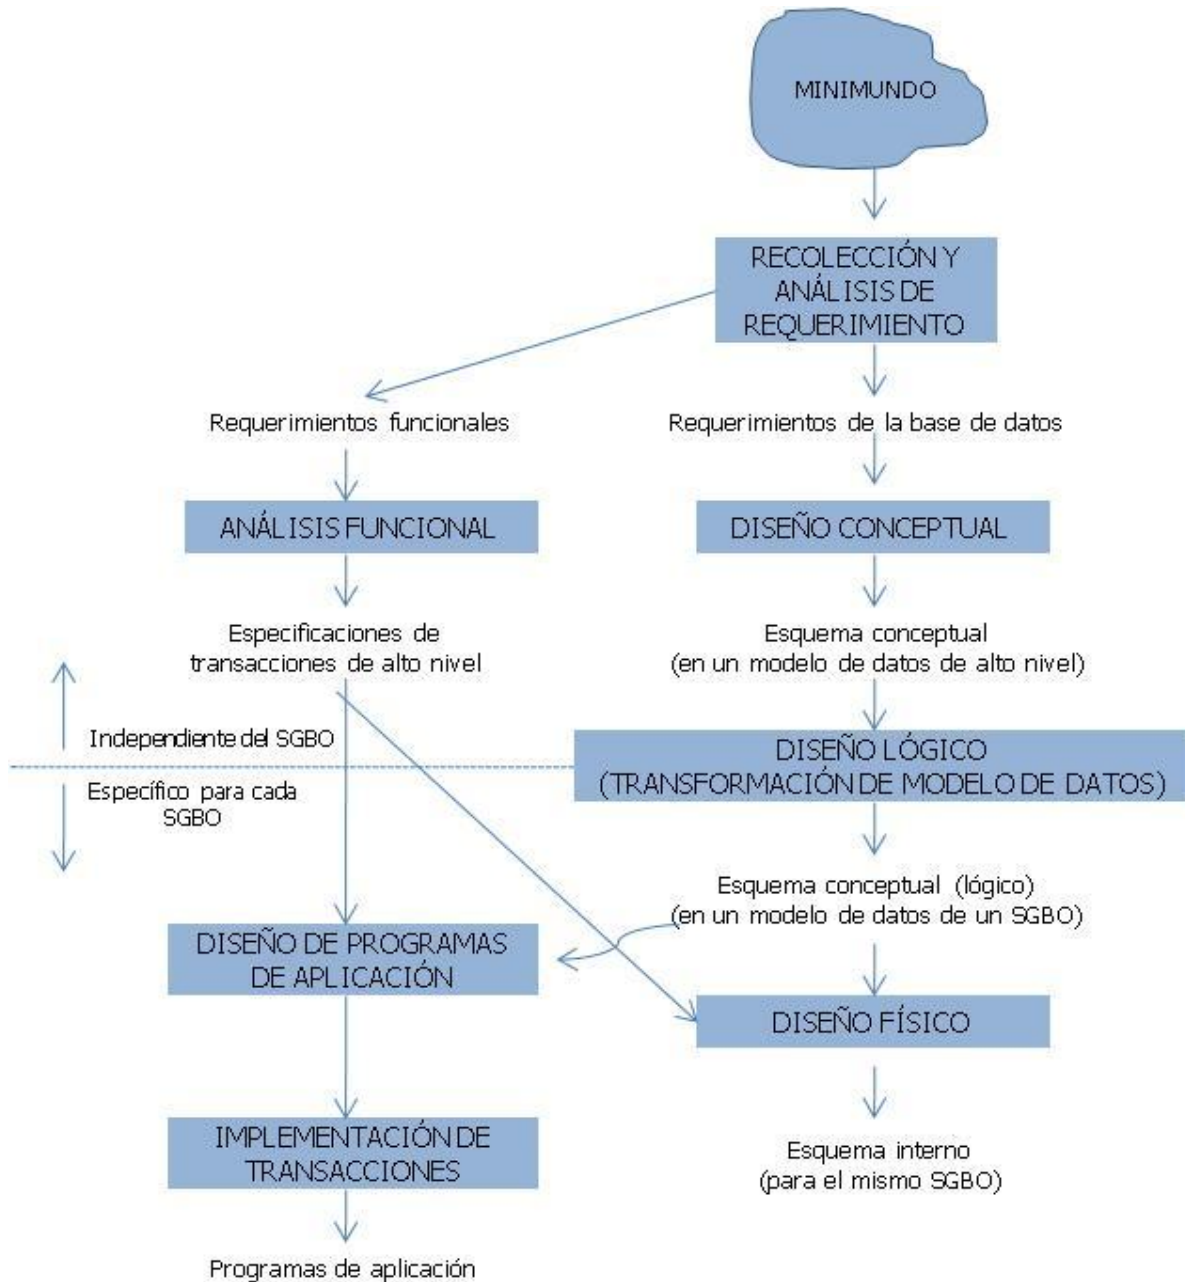 MINIMUNDO
RECOLECCIÓN Y
ANÁLISIS DE
REQUERIMIENTO
Requerimientos funcionales
Requerimientos de la base de datos
ANÁLISIS FUNCIONAL
DISEÑO CONCEPTUAL
Especificaciones de
transacciones de alto nivel
Esquema conceptual
(en un modelo de datos de alto nivel)
Independiente del SGBO
Específico para cada
SGBO
DISEÑO LÓGICO
(TRANSFORMACIÓN DE MODELO DE DATOS)
Esquema conceptual (lógico)
(en un modelo de datos de un SGBO)
DISEÑO DE PROGRAMAS
DE APLICACIÓN
DISEÑO FÍSICO
IMPLEMENTACIÓN DE
TRANSACCIONES
Esquema interno
(para el mismo SGBO)
Programas de aplicación